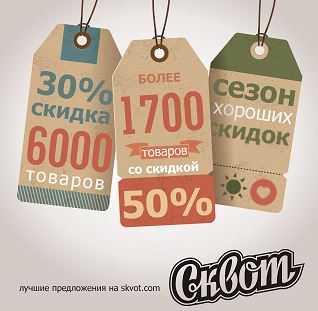 30%
скидка
6000
товаров
БОЛЕЕ
1700
товаров
со скидкой
50%
сезон
хороших
скидок
Сквот
лучшие предложения на skvot.com